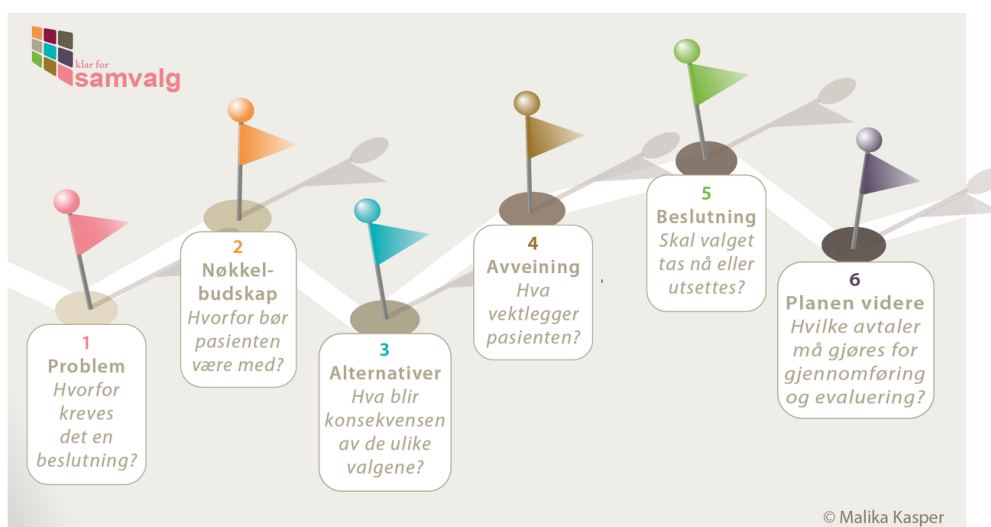 klar for
samvalg
1
Problem
Hvorfor
kreves
det en
beslutning?
2
Nøkkel-
budskap
Hvorfor bør
pasienten
være med?
3
Alternativer
Hva blir
konsekvensen
av de ulike
valgene?
4
Avveining
Hva
vektlegger
pasienten?
5
Beslutning
Skal valget
tas nå eller
utsettes?
6
Planen videre
Hvilke avtaler
må gjøres for
gjennomføring
og evaluering?
© Malika Kasper